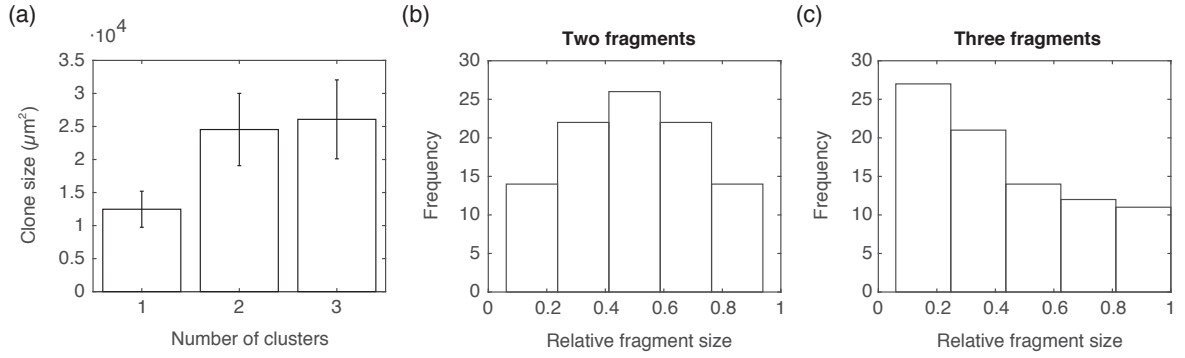 (a)
·10⁴
3.5
3
2.5
2
1.5
1
0.5
0
Clone size (µm²)
1 2 3
Number of clusters
(b)
Two fragments
30
25
20
15
10
5
0
Frequency
0 0.2 0.4 0.6 0.8 1
Relative fragment size
(c)
Three fragments
30
25
20
15
10
5
0
Frequency
0 0.2 0.4 0.6 0.8 1
Relative fragment size